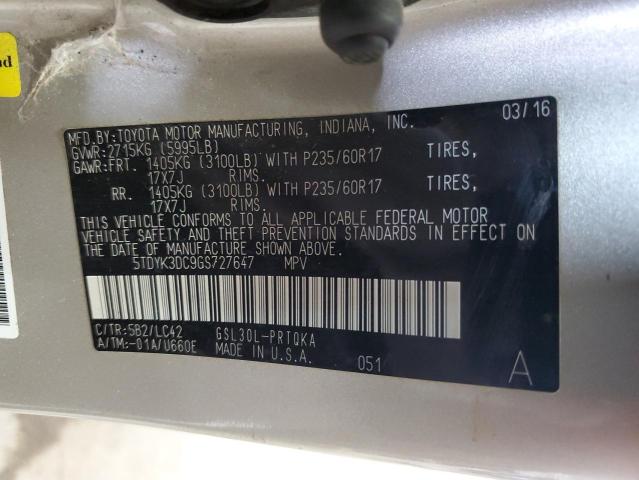 nd
MFD.BY:TOYOTA MOTOR MANUFACTURING, INDIANA, INC. 03/16
GVWR:2715KG (5995LB)
GAWR:FRT. 1405KG (3100LB) WITH P235/60R17 TIRES,
17X7J RIMS.
RR. 1405KG (3100LB) WITH P235/60R17 TIRES,
17X7J RIMS.
THIS VEHICLE CONFORMS TO ALL APPLICABLE FEDERAL MOTOR
VEHICLE SAFETY AND THEFT PREVENTION STANDARDS IN EFFECT ON
THE DATE OF MANUFACTURE SHOWN ABOVE.
5TDYK3DC9GS727647 MPV
C/TR:5B2/LC42 GSL30L-PRTQKA
A/TM:-01A/U660E MADE IN U.S.A. 051 A